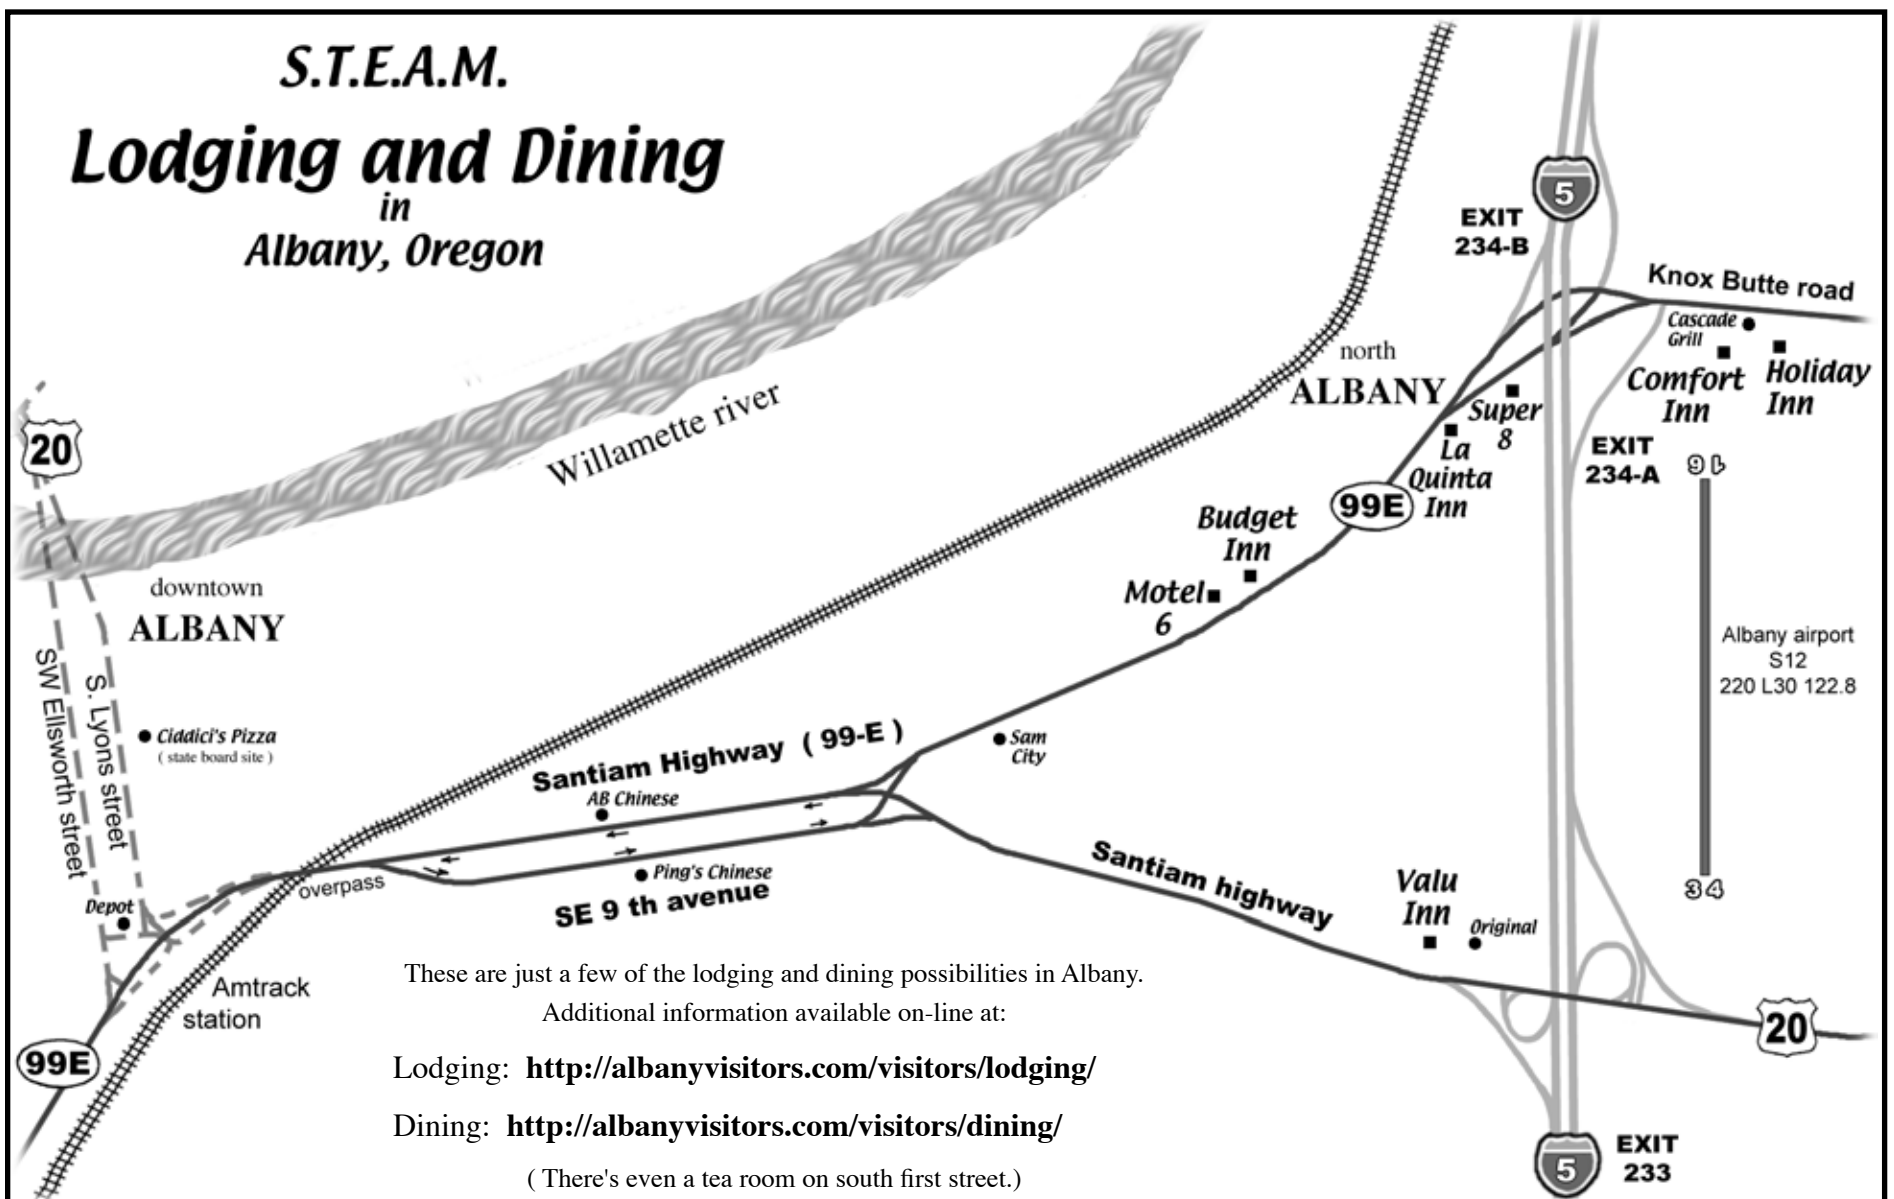 S.T.E.A.M.
Lodging and Dining
in
Albany, Oregon
5
EXIT
234-B
Knox Butte road
Cascade
Grill
Comfort
Inn
Holiday
Inn
north
ALBANY
Super
8
La
Quinta
Inn
EXIT
234-A
16
99E
Budget
Inn
Motel
6
Willamette river
20
downtown
ALBANY
SW Ellsworth street
S. Lyons street
Ciddici's Pizza
( state board site )
Albany airport
S12
220 L30 122.8
34
Santiam Highway ( 99-E )
Sam
City
AB Chinese
Ping's Chinese
SE 9 th avenue
overpass
Depot
Santiam highway
Valu
Inn
Original
Amtrack
station
99E
20
These are just a few of the lodging and dining possibilities in Albany.
Additional information available on-line at:
Lodging: http://albanyvisitors.com/visitors/lodging/
Dining: http://albanyvisitors.com/visitors/dining/
( There's even a tea room on south first street.)
5
EXIT
233